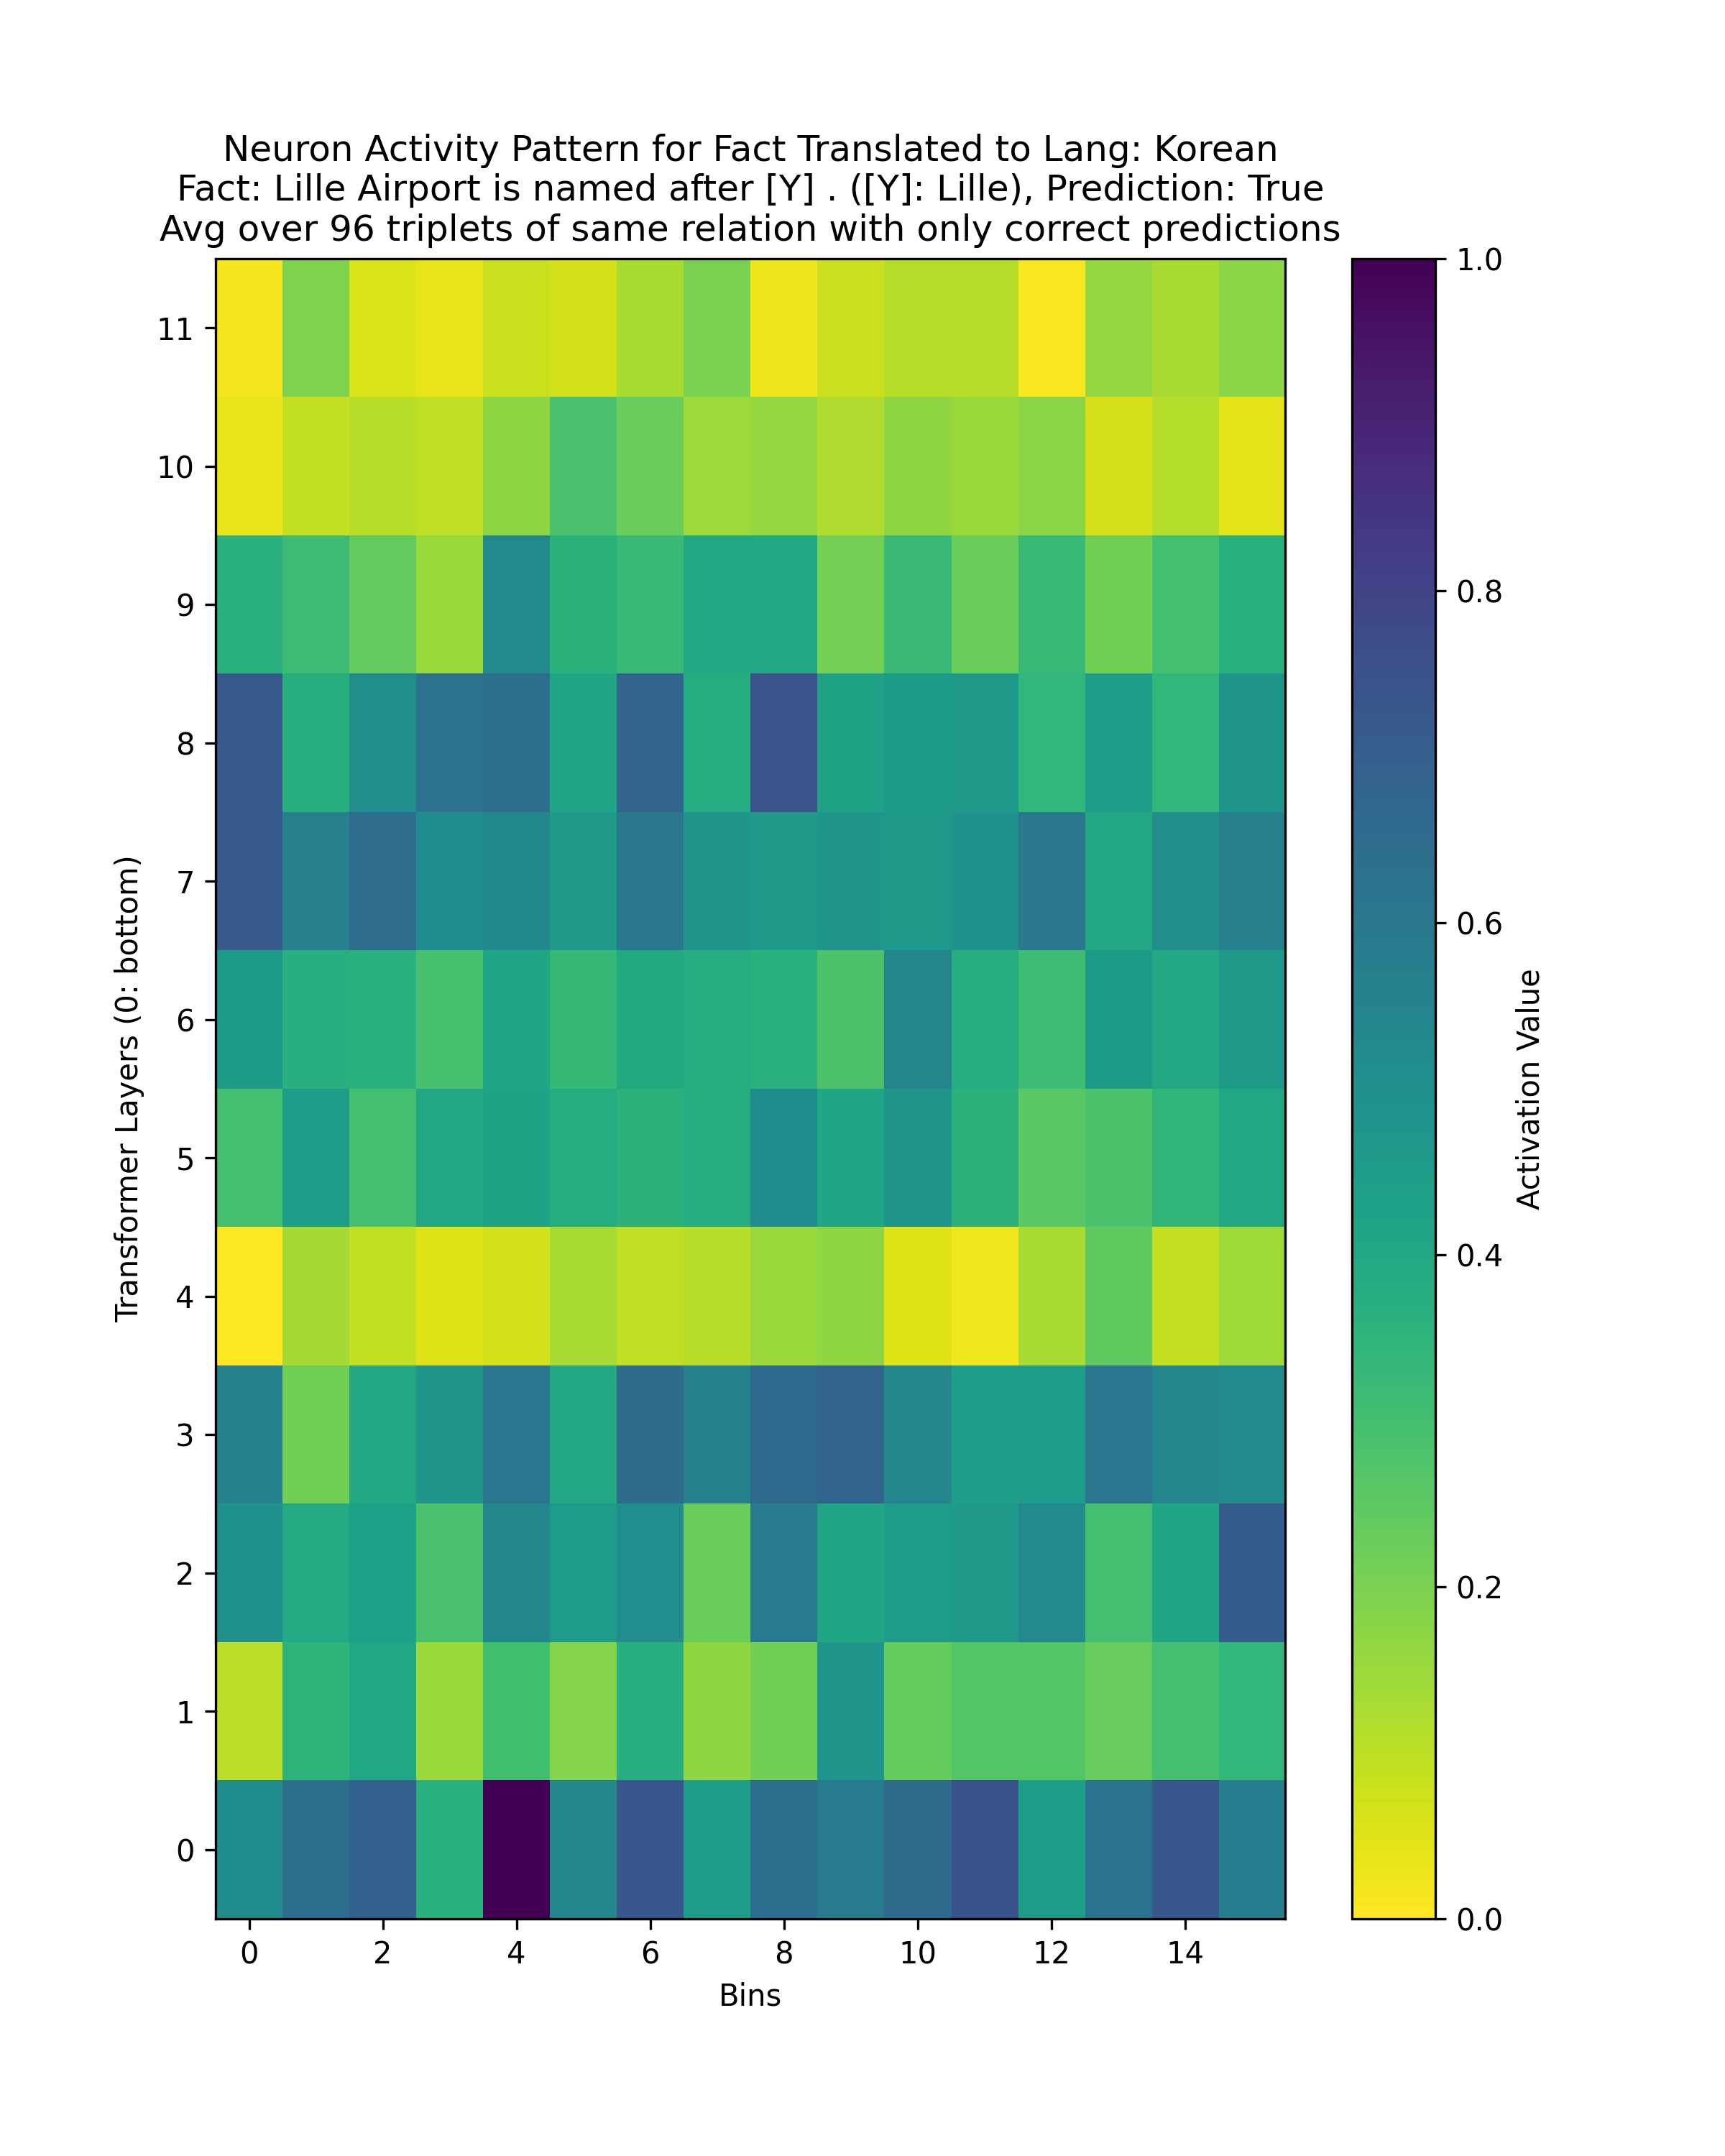 Neuron Activity Pattern for Fact Translated to Lang: Korean
Fact: Lille Airport is named after [Y] . ([Y]: Lille), Prediction: True
Avg over 96 triplets of same relation with only correct predictions
11
10
9
8
7
6
5
4
3
2
1
0
Transformer Layers (0: bottom)
0 2 4 6 8 10 12 14
Bins
1.0
0.8
0.6
0.4
0.2
0.0
Activation Value